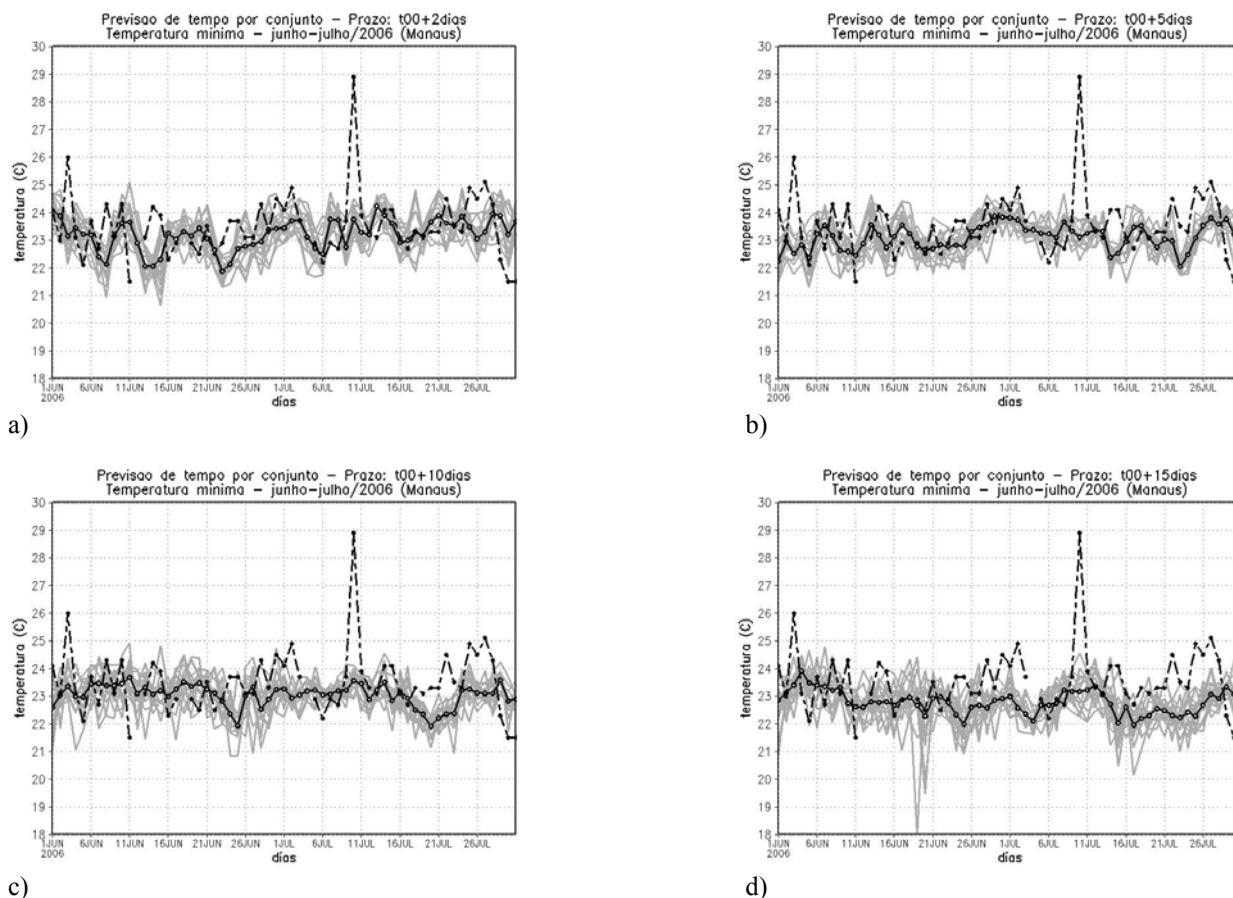 Previsao de tempo por conjunto – Prazo: t00+2dias
Temperatura minima – junho–julho/2006 (Manaus)
30
29
28
27
26
25
24
23
22
21
20
19
18
temperatura (C)
1JUN 6JUN 11JUN 16JUN 21JUN 26JUN 1JUL 6JUL 11JUL 16JUL 21JUL 26JUL
2006
días
a)
Previsao de tempo por conjunto – Prazo: t00+5dias
Temperatura minima – junho–julho/2006 (Manaus)
30
29
28
27
26
25
24
23
22
21
20
19
18
temperatura (C)
1JUN 6JUN 11JUN 16JUN 21JUN 26JUN 1JUL 6JUL 11JUL 16JUL 21JUL 26JUL
2006
días
b)
Previsao de tempo por conjunto – Prazo: t00+10dias
Temperatura minima – junho–julho/2006 (Manaus)
30
29
28
27
26
25
24
23
22
21
20
19
18
temperatura (C)
1JUN 6JUN 11JUN 16JUN 21JUN 26JUN 1JUL 6JUL 11JUL 16JUL 21JUL 26JUL
2006
días
c)
Previsao de tempo por conjunto – Prazo: t00+15dias
Temperatura minima – junho–julho/2006 (Manaus)
30
29
28
27
26
25
24
23
22
21
20
19
18
temperatura (C)
1JUN 6JUN 11JUN 16JUN 21JUN 26JUN 1JUL 6JUL 11JUL 16JUL 21JUL 26JUL
2006
días
d)